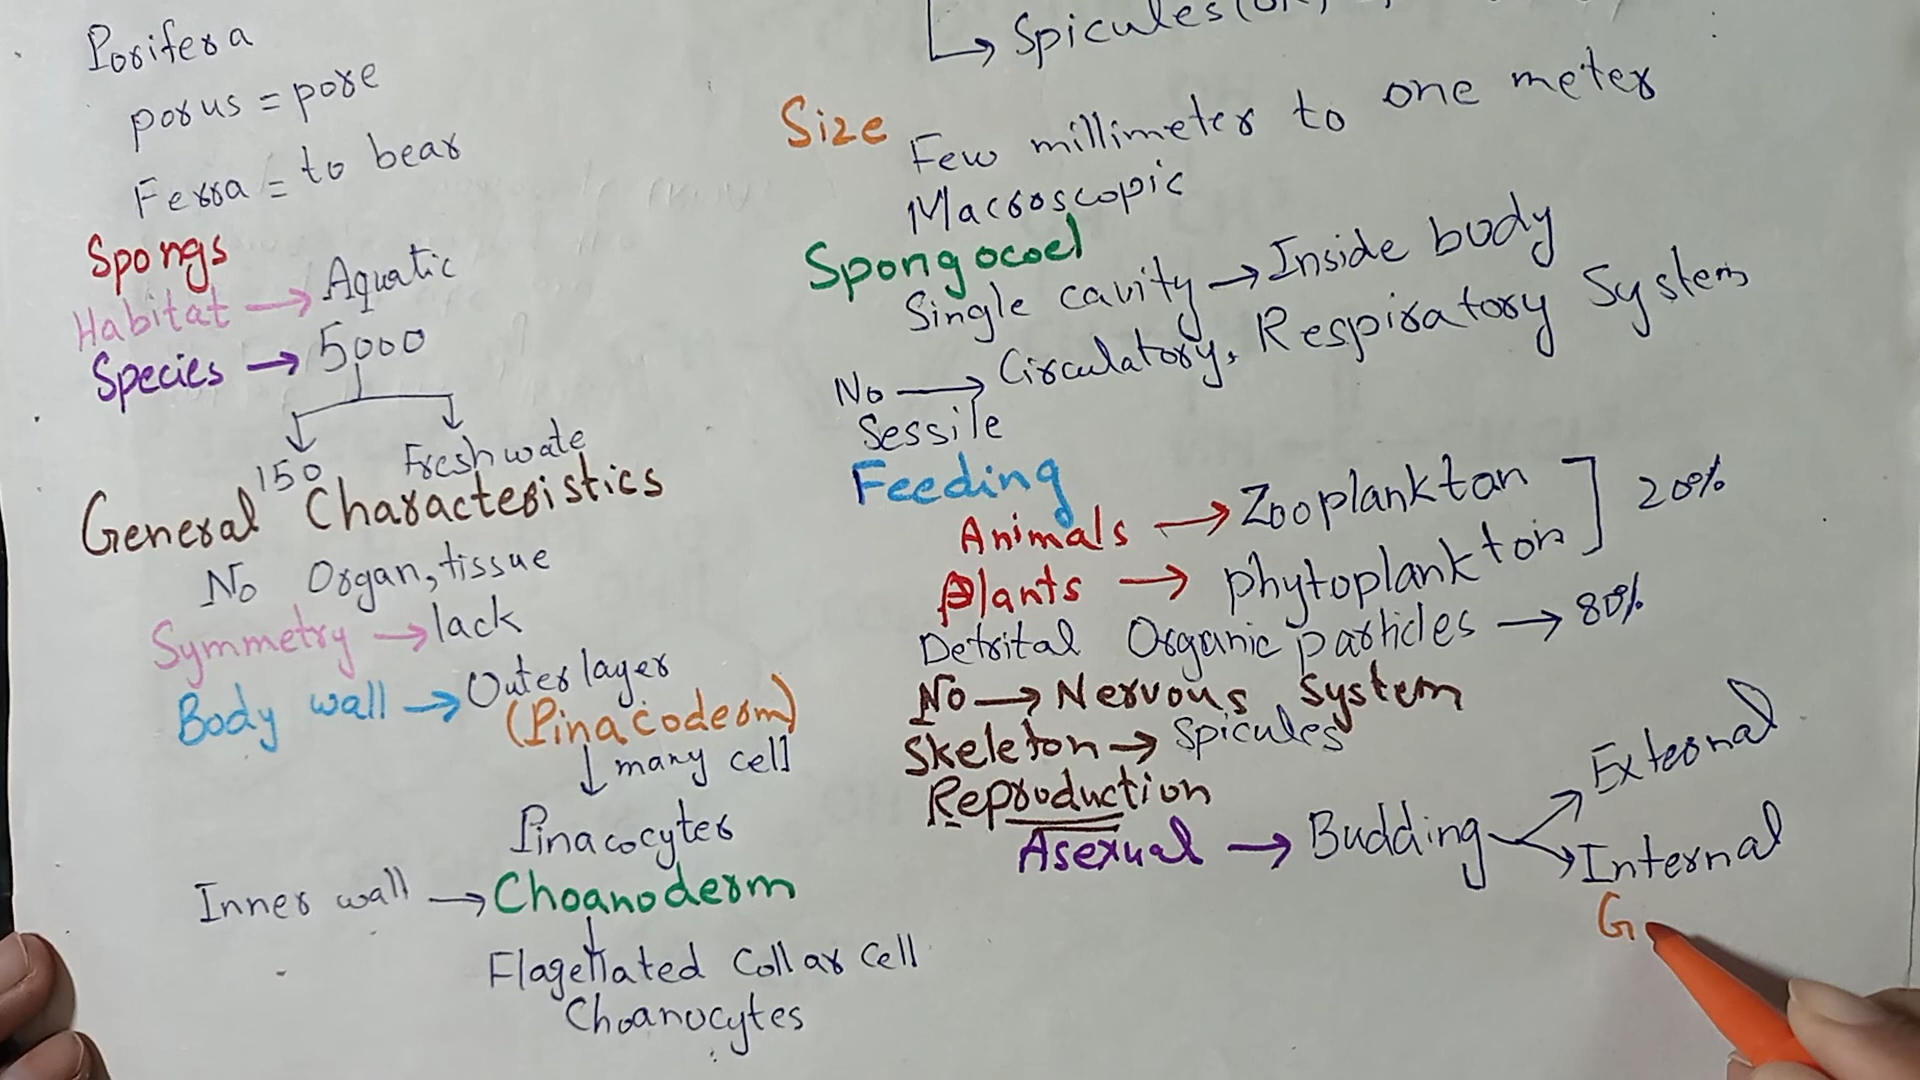 Porifera
porus = pore
Ferra = to bear
Spongs
Habitat → Aquatic
Species → 5000
150 Freshwate
General Characteristics
No Organ, tissue
Symmetry → lack
Body wall → Outer layer
(Pinacoderm)
↓ many cell
Pinacocyter
Inner wall → Choanoderm
Flagellated Collar Cell
Choanocytes
↳ Spicules
Size
Few millimeter to one meter
Macroscopic
Spongocoel
Single cavity → Inside body
No → Circulatory, Respiratory System
Sessile
Feeding
Animals → Zooplankton
Plants → phytoplankton ] 20%
Detrital Organic particles → 80%
No → Nervous System
Skeleton → Spicules
Reproduction
Asexual → Budding
External
Internal
G